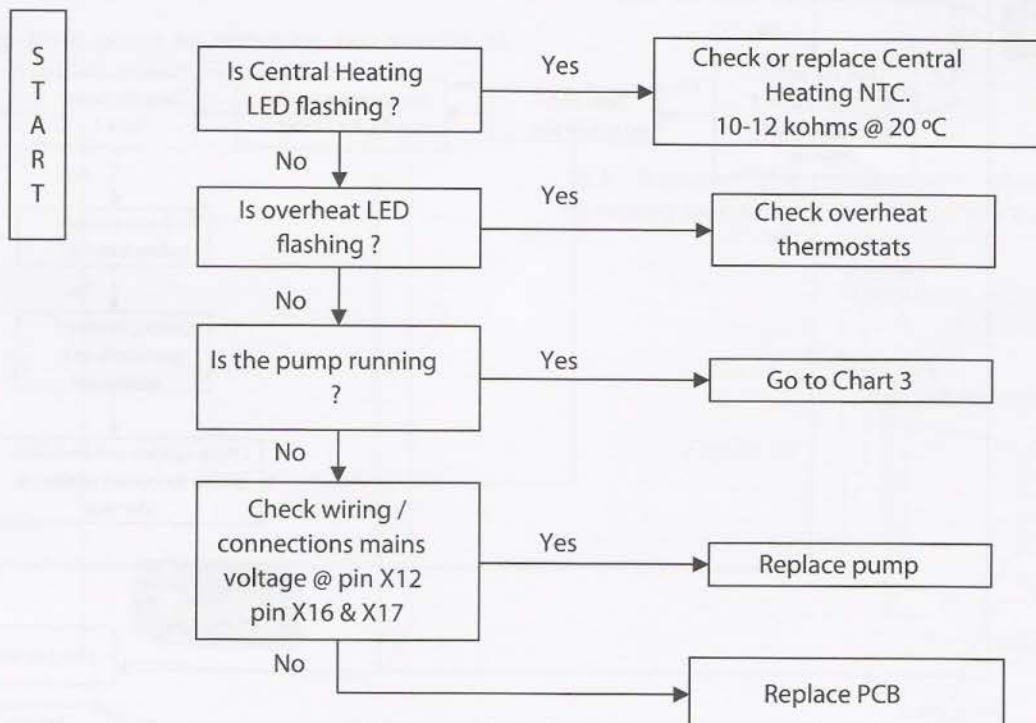 START
Is Central Heating
LED flashing ?
Yes
Check or replace Central
Heating NTC.
10-12 kohms @ 20 ºC
No
Is overheat LED
flashing ?
Yes
Check overheat
thermostats
No
Is the pump running
?
Yes
Go to Chart 3
No
Check wiring /
connections mains
voltage @ pin X12
pin X16 & X17
Yes
Replace pump
No
Replace PCB